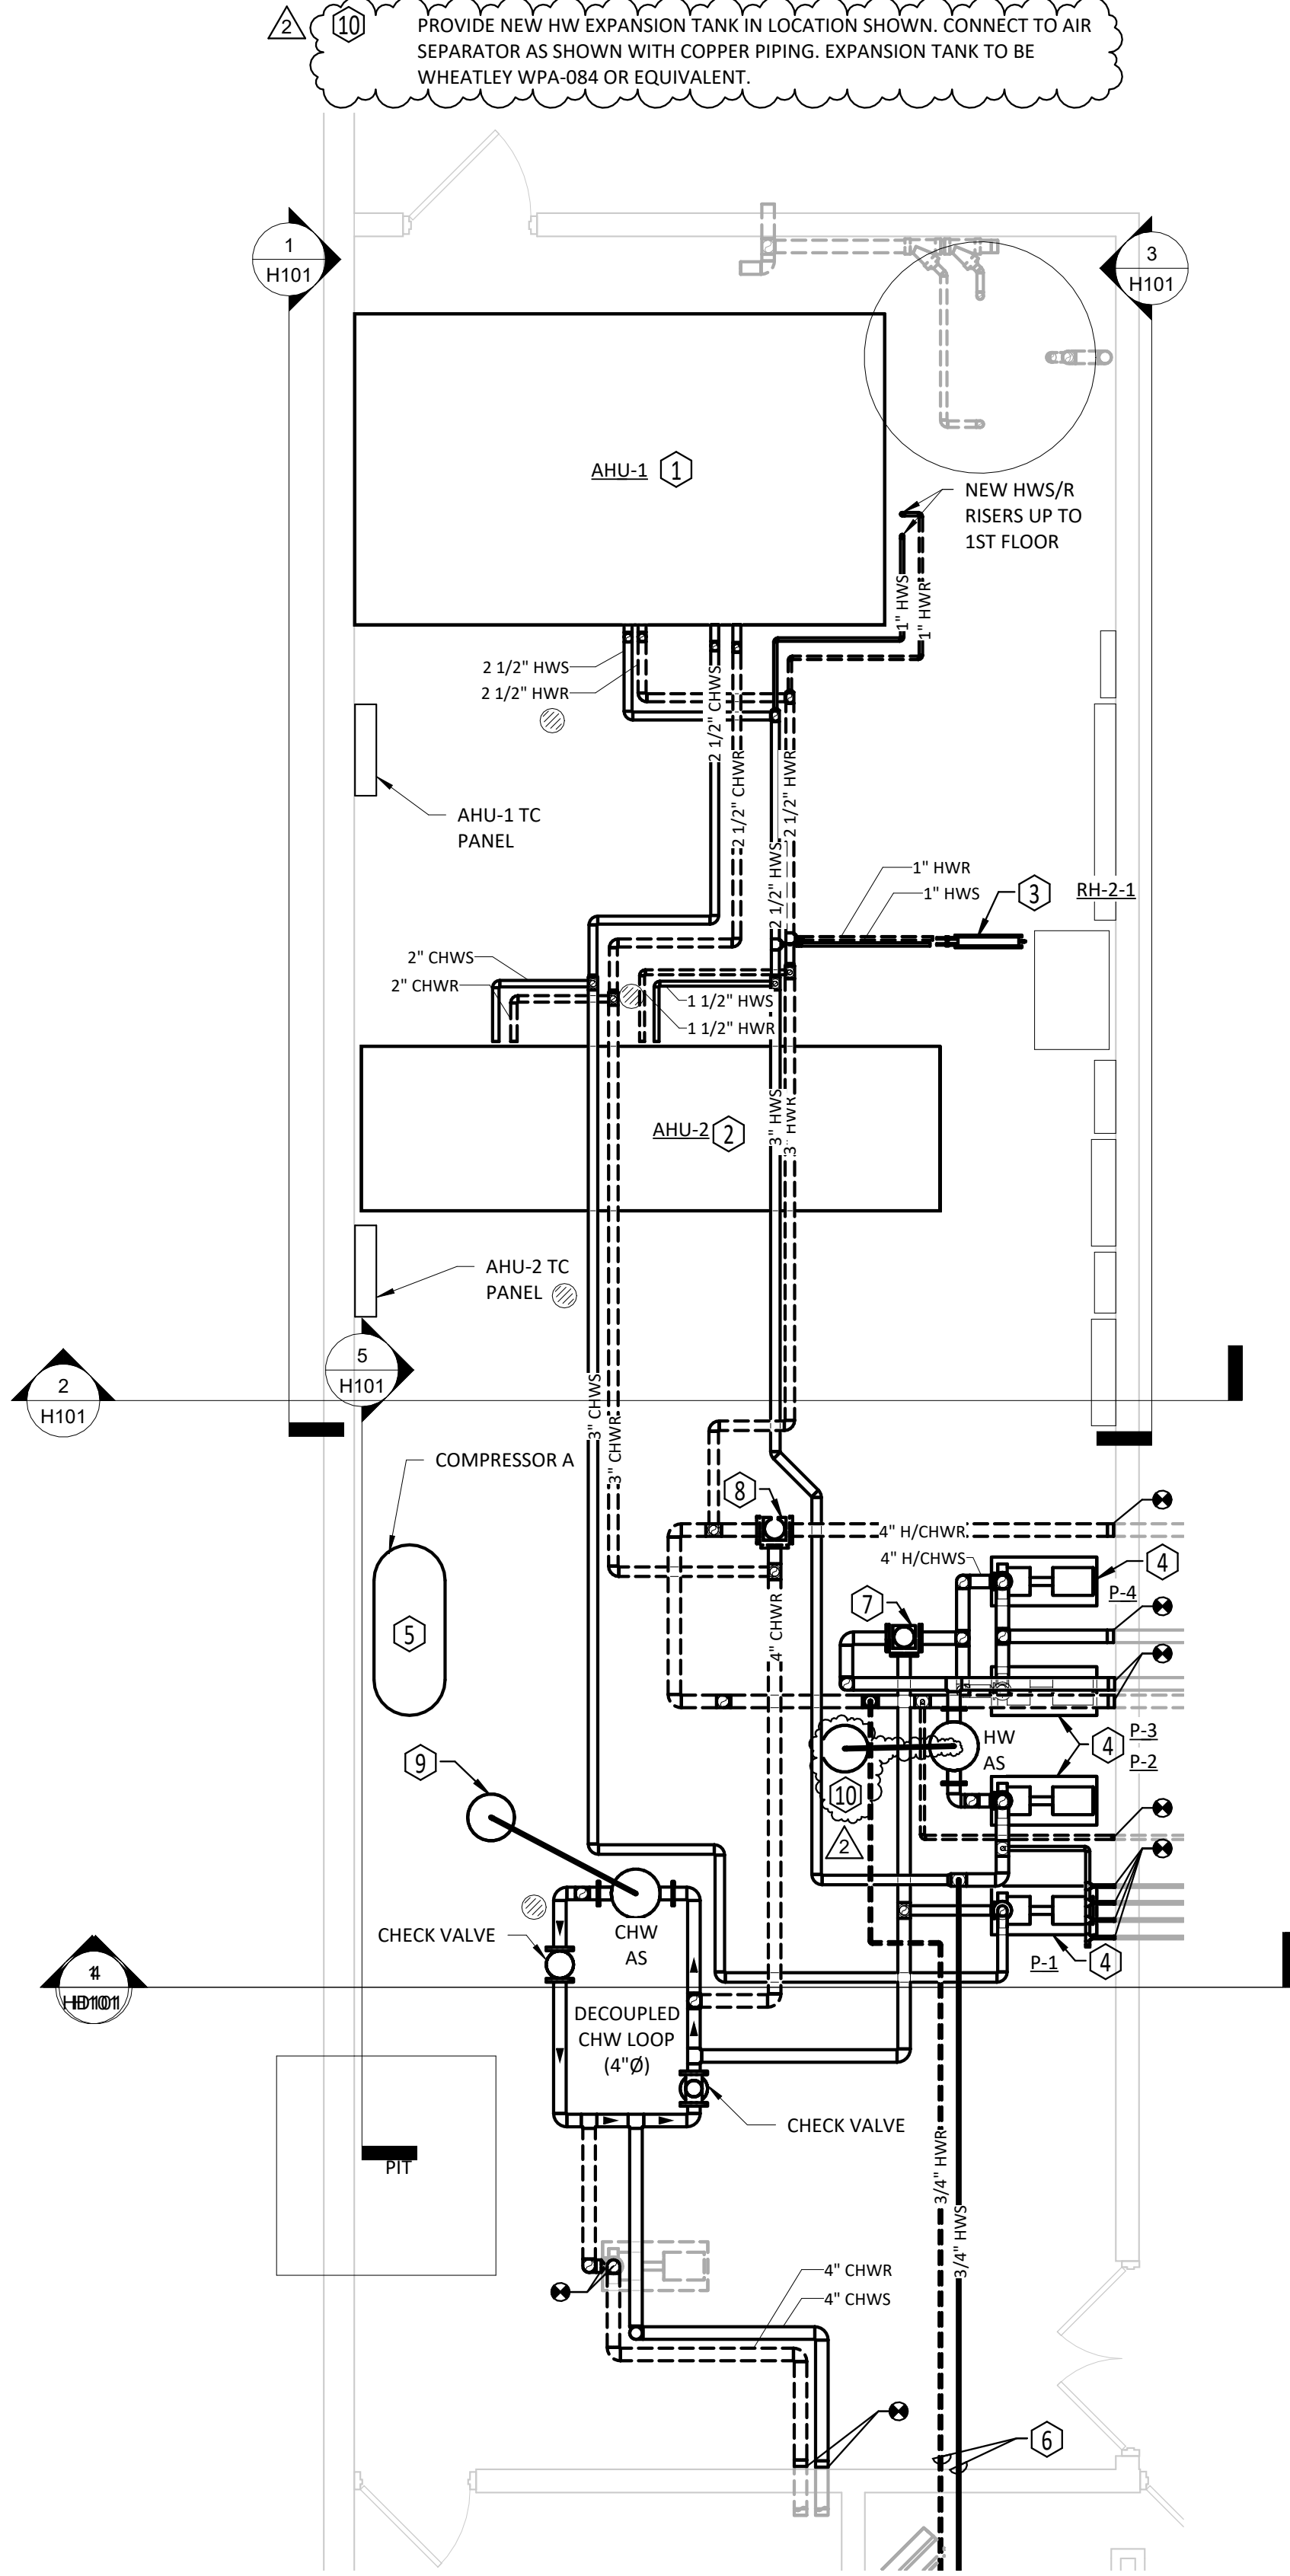 2
10
PROVIDE NEW HW EXPANSION TANK IN LOCATION SHOWN. CONNECT TO AIR
SEPARATOR AS SHOWN WITH COPPER PIPING. EXPANSION TANK TO BE
WHEATLEY WPA-084 OR EQUIVALENT.
1
H101
3
H101
AHU-1
1
NEW HWS/R
RISERS UP TO
1ST FLOOR
1" HWS
1" HWR
2 1/2" HWS
2 1/2" HWR
2 1/2" CHWS
2 1/2" CHWR
2 1/2" HWR
2 1/2" HWS
AHU-1 TC
PANEL
1" HWR
1" HWS
3
RH-2-1
2" CHWS
2" CHWR
1 1/2" HWS
1 1/2" HWR
AHU-2
2
3" HWS
3" HWR
AHU-2 TC
PANEL
5
H101
2
H101
3" CHWS
3" CHWR
COMPRESSOR A
5
8
4" H/CHWR
4" H/CHWS
4
P-4
7
4" CHWR
HW
AS
4
P-3
P-2
9
10
2
CHECK VALVE
CHW
AS
P-1
4
DECOUPLED
CHW LOOP
(4"Ø)
CHECK VALVE
PIT
3/4" HWR
3/4" HWS
4" CHWR
4" CHWS
6